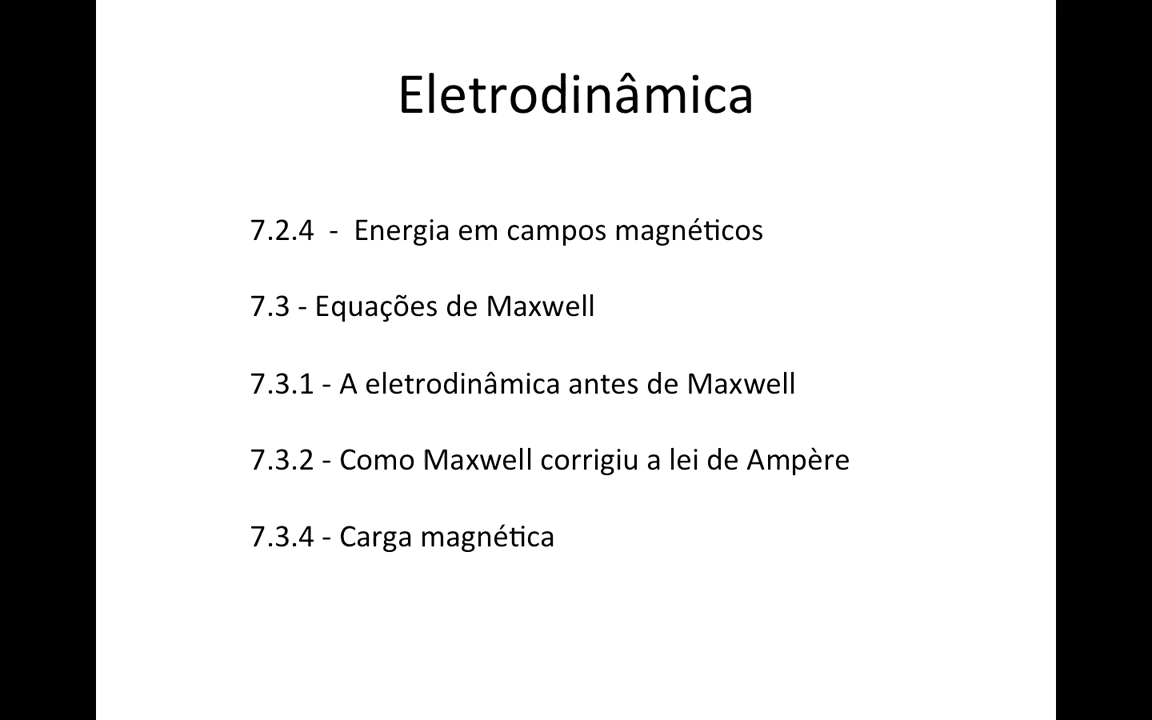 Eletrodinâmica
7.2.4 - Energia em campos magnéticos
7.3 - Equações de Maxwell
7.3.1 - A eletrodinâmica antes de Maxwell
7.3.2 - Como Maxwell corrigiu a lei de Ampère
7.3.4 - Carga magnética